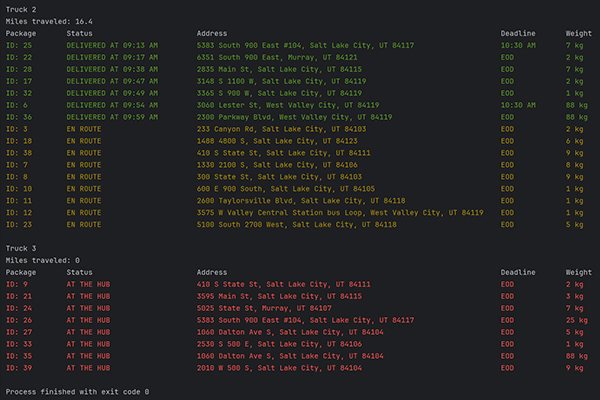 Truck 2
Miles traveled: 16.4
Package Status Address Deadline Weight
ID: 25 DELIVERED AT 09:13 AM 5383 South 900 East #104, Salt Lake City, UT 84117 10:30 AM 7 kg
ID: 22 DELIVERED AT 09:17 AM 6351 South 900 East, Murray, UT 84121 EOD 2 kg
ID: 28 DELIVERED AT 09:38 AM 2835 Main St, Salt Lake City, UT 84115 EOD 7 kg
ID: 17 DELIVERED AT 09:47 AM 3148 S 1100 W, Salt Lake City, UT 84119 EOD 2 kg
ID: 32 DELIVERED AT 09:49 AM 3365 S 900 W, Salt Lake City, UT 84119 EOD 1 kg
ID: 6 DELIVERED AT 09:54 AM 3060 Lester St, West Valley City, UT 84119 10:30 AM 88 kg
ID: 36 DELIVERED AT 09:59 AM 2300 Parkway Blvd, West Valley City, UT 84119 EOD 88 kg
ID: 3 EN ROUTE 233 Canyon Rd, Salt Lake City, UT 84103 EOD 2 kg
ID: 18 EN ROUTE 1488 4800 S, Salt Lake City, UT 84123 EOD 6 kg
ID: 38 EN ROUTE 410 S State St, Salt Lake City, UT 84111 EOD 9 kg
ID: 7 EN ROUTE 1330 2100 S, Salt Lake City, UT 84106 EOD 8 kg
ID: 8 EN ROUTE 300 State St, Salt Lake City, UT 84103 EOD 9 kg
ID: 10 EN ROUTE 600 E 900 South, Salt Lake City, UT 84105 EOD 1 kg
ID: 11 EN ROUTE 2600 Taylorsville Blvd, Salt Lake City, UT 84118 EOD 1 kg
ID: 12 EN ROUTE 3575 W Valley Central Station bus Loop, West Valley City, UT 84119 EOD 1 kg
ID: 23 EN ROUTE 5100 South 2700 West, Salt Lake City, UT 84118 EOD 5 kg
Truck 3
Miles traveled: 0
Package Status Address Deadline Weight
ID: 9 AT THE HUB 410 S State St, Salt Lake City, UT 84111 EOD 2 kg
ID: 21 AT THE HUB 3595 Main St, Salt Lake City, UT 84115 EOD 3 kg
ID: 24 AT THE HUB 5025 State St, Murray, UT 84107 EOD 7 kg
ID: 26 AT THE HUB 5383 South 900 East #104, Salt Lake City, UT 84117 EOD 25 kg
ID: 27 AT THE HUB 1060 Dalton Ave S, Salt Lake City, UT 84104 EOD 5 kg
ID: 33 AT THE HUB 2530 S 500 E, Salt Lake City, UT 84106 EOD 1 kg
ID: 35 AT THE HUB 1060 Dalton Ave S, Salt Lake City, UT 84104 EOD 88 kg
ID: 39 AT THE HUB 2010 W 500 S, Salt Lake City, UT 84104 EOD 9 kg
Process finished with exit code 0